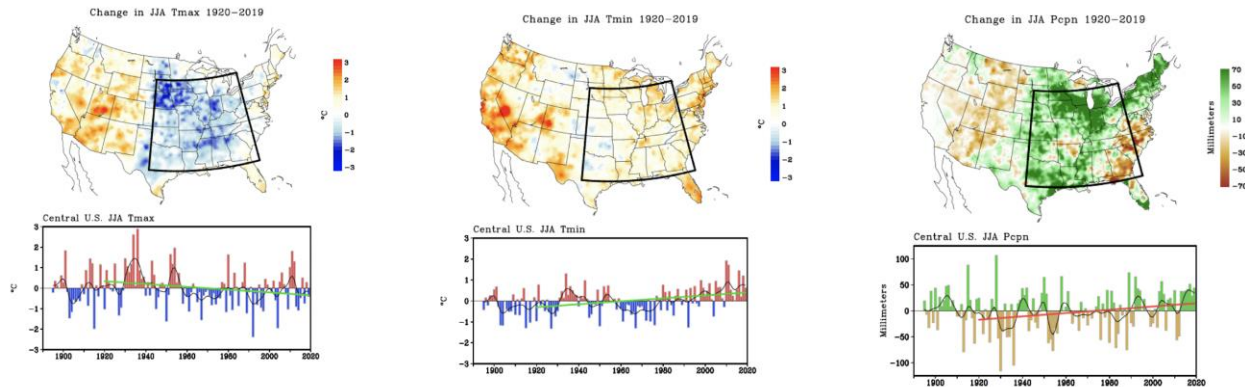 Change in JJA Tmax 1920-2019
3
2
1
0
-1
-2
-3
°C
Central U.S. JJA Tmax
3
2
1
0
-1
-2
-3
°C
1900 1920 1940 1960 1980 2000 2020
Change in JJA Tmin 1920-2019
3
2
1
0
-1
-2
-3
°C
Central U.S. JJA Tmin
3
2
1
0
-1
-2
-3
°C
1900 1920 1940 1960 1980 2000 2020
Change in JJA Pcpn 1920-2019
70
50
30
10
-10
-30
-50
-70
Millimeters
Central U.S. JJA Pcpn
100
50
0
-50
-100
Millimeters
1900 1920 1940 1960 1980 2000 2020